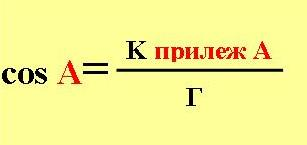 cos A=
К прилеж А
Г